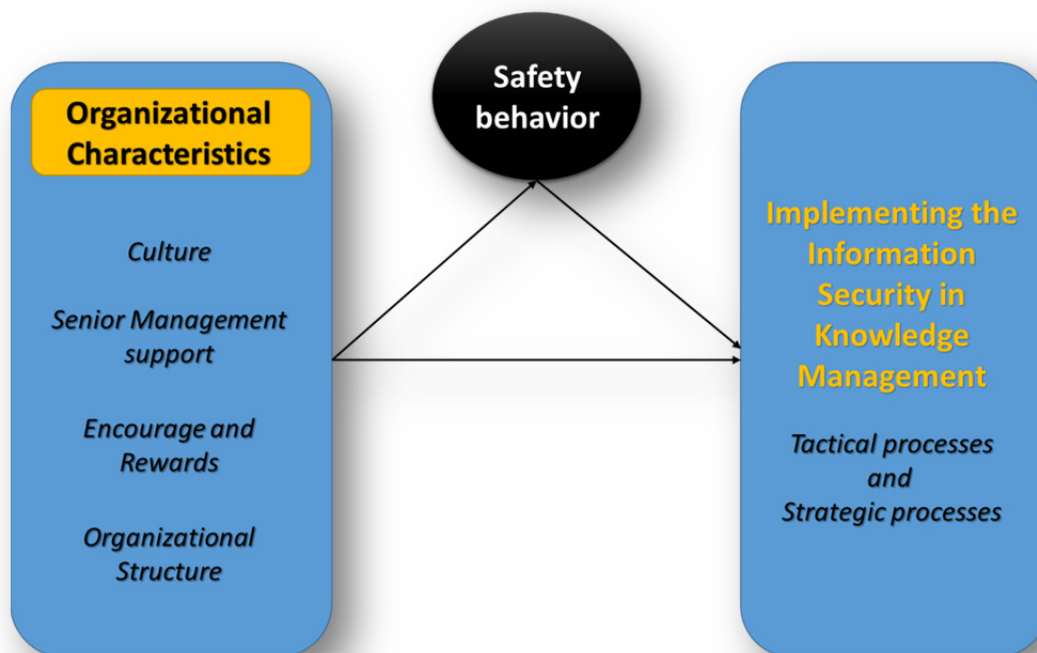 Organizational
Characteristics
Culture
Senior Management
support
Encourage and
Rewards
Organizational
Structure
Safety
behavior
Implementing the
Information
Security in
Knowledge
Management
Tactical processes
and
Strategic processes